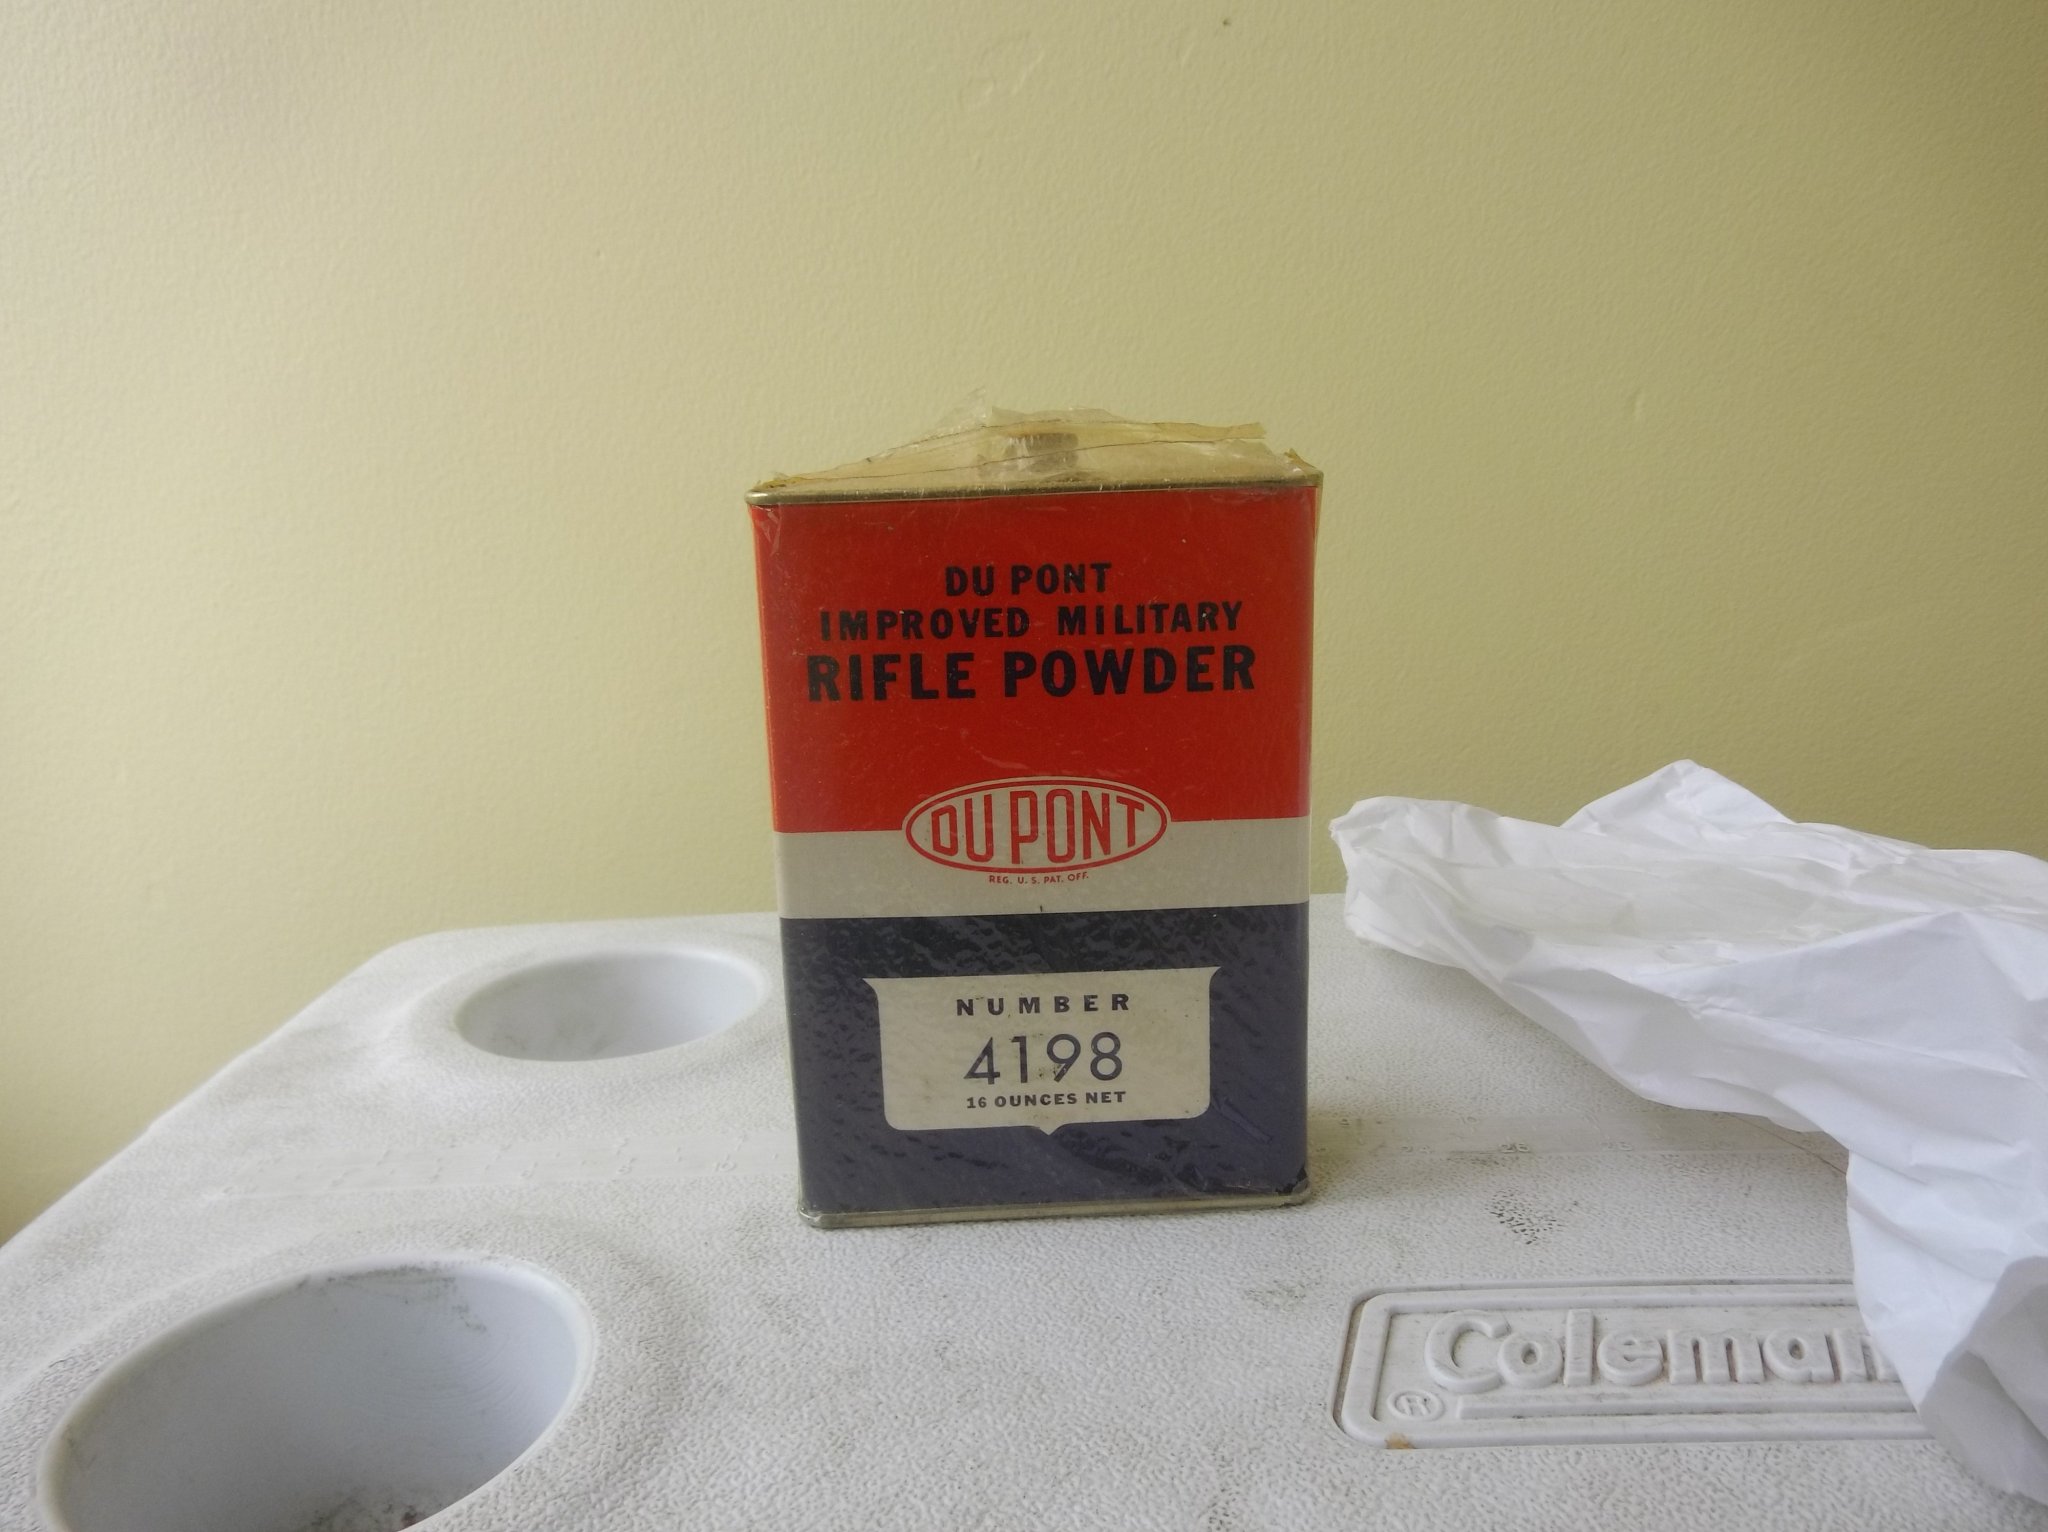 DU PONT
IMPROVED MILITARY
RIFLE POWDER
DU PONT
REG. U. S. PAT. OFF.
NUMBER
4198
16 OUNCES NET
Coleman
®